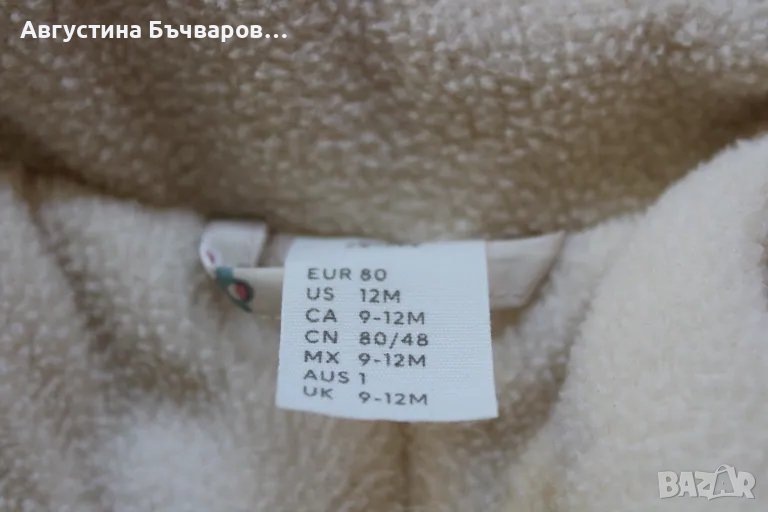 Августина Бъчваров...
EUR 80
US 12M
CA 9-12M
CN 80/48
MX 9-12M
AUS 1
UK 9-12M
BAZAR